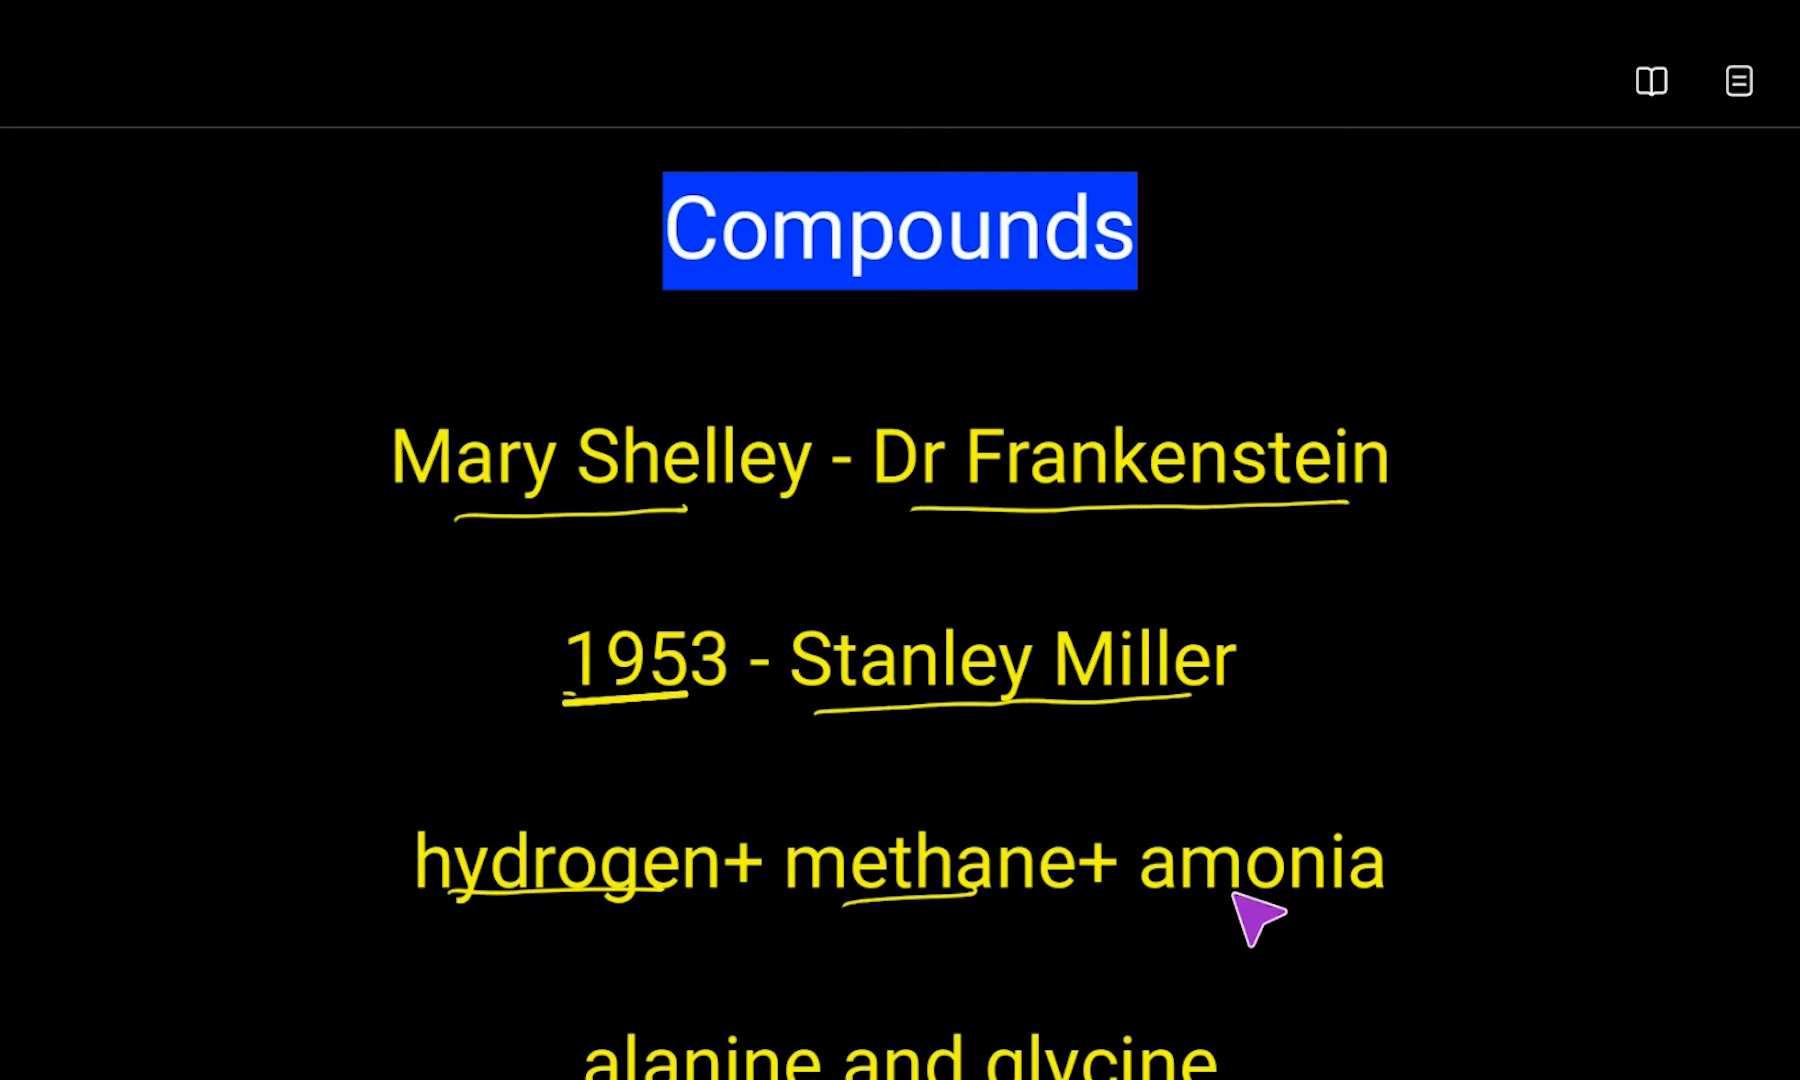 Compounds
Mary Shelley - Dr Frankenstein
1953 - Stanley Miller
hydrogen+ methane+ amonia
alanine and glycine